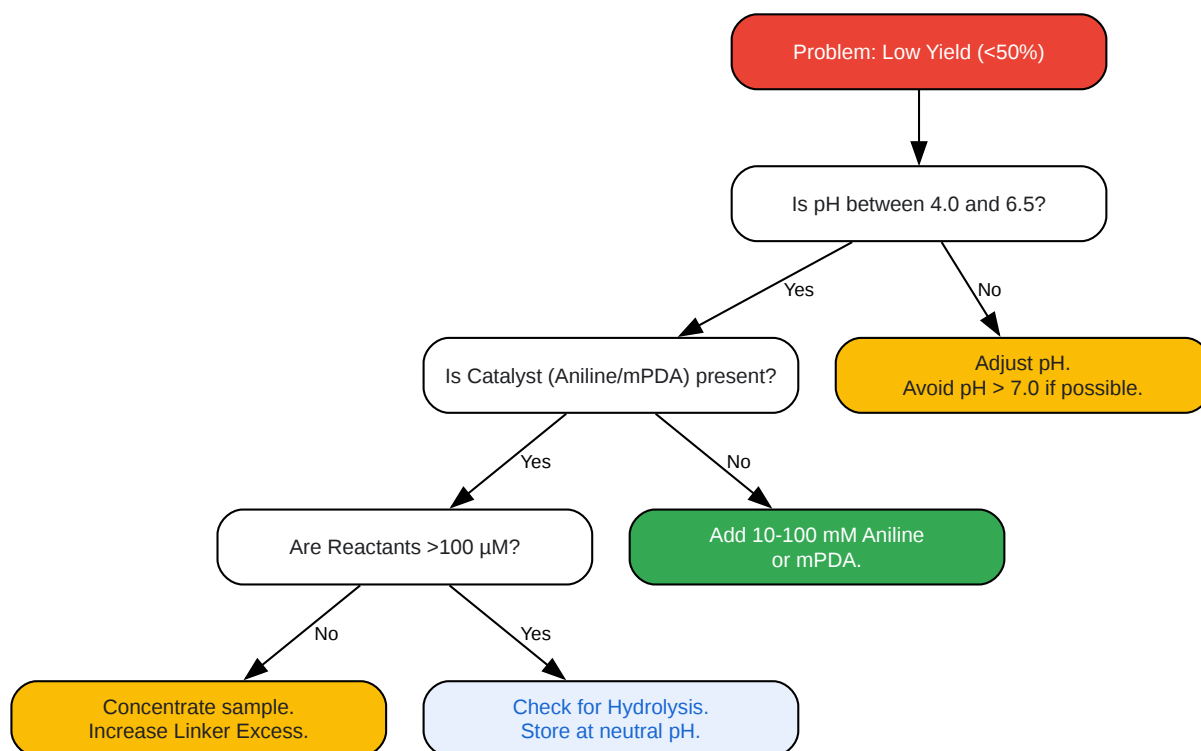 Problem: Low Yield (<50%)
Is pH between 4.0 and 6.5?
Yes
No
Is Catalyst (Aniline/mPDA) present?
Adjust pH.
Avoid pH > 7.0 if possible.
Yes
No
Are Reactants >100 µM?
Add 10-100 mM Aniline
or mPDA.
No
Yes
Concentrate sample.
Increase Linker Excess.
Check for Hydrolysis.
Store at neutral pH.